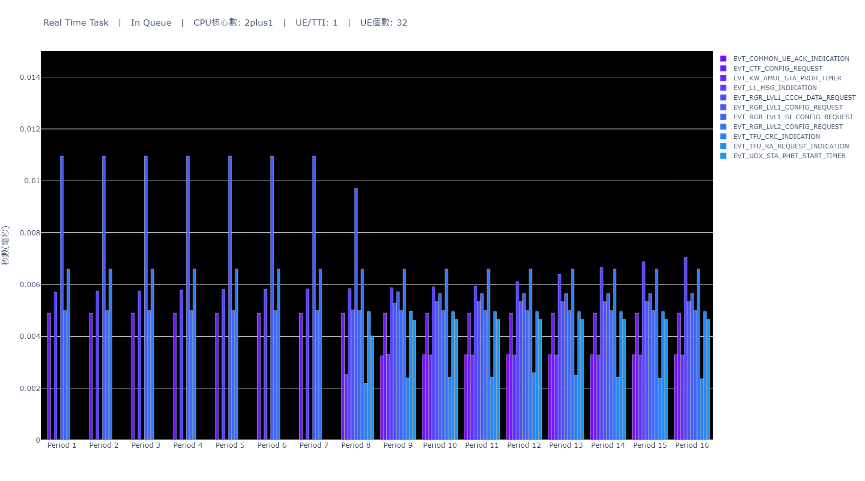 Real Time Task | In Queue | CPU核心數: 2plus1 | UE/TTI: 1 | UE個數: 32
EVT_COMMON_UE_ACK_INDICATION
EVT_CTF_CONFIG_REQUEST
EVT_KW_AMUL_STA_PROH_TIMER
EVT_L1_MSG_INDICATION
EVT_RGR_LVL1_CCCH_DATA_REQUEST
EVT_RGR_LVL1_CONFIG_REQUEST
EVT_RGR_LVL1_SI_CONFIG_REQUEST
EVT_RGR_LVL2_CONFIG_REQUEST
EVT_TFU_CRC_INDICATION
EVT_TFU_RA_REQUEST_INDICATION
EVT_UDX_STA_PHBT_START_TIMER
0.014
0.012
0.01
0.008
0.006
0.004
0.002
0
秒數(毫秒)
Period 1 Period 2 Period 3 Period 4 Period 5 Period 6 Period 7 Period 8 Period 9 Period 10 Period 11 Period 12 Period 13 Period 14 Period 15 Period 16